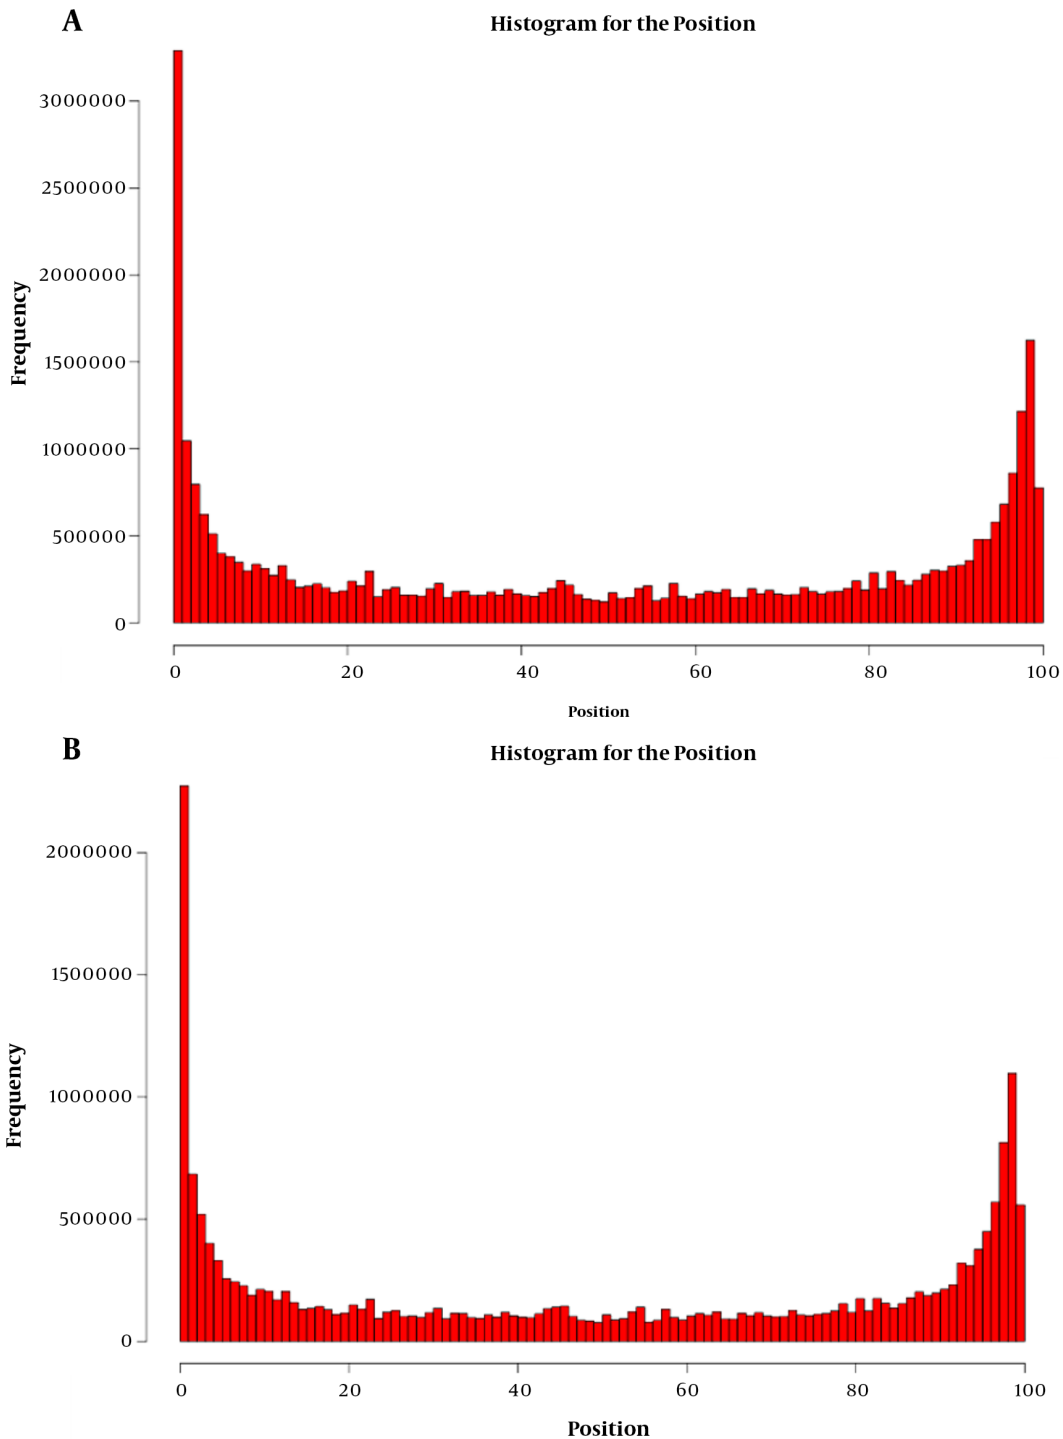 A
Histogram for the Position
3000000
2500000
2000000
1500000
1000000
500000
0
Frequency
0 20 40 60 80 100
Position
B
Histogram for the Position
2000000
1500000
1000000
500000
0
Frequency
0 20 40 60 80 100
Position